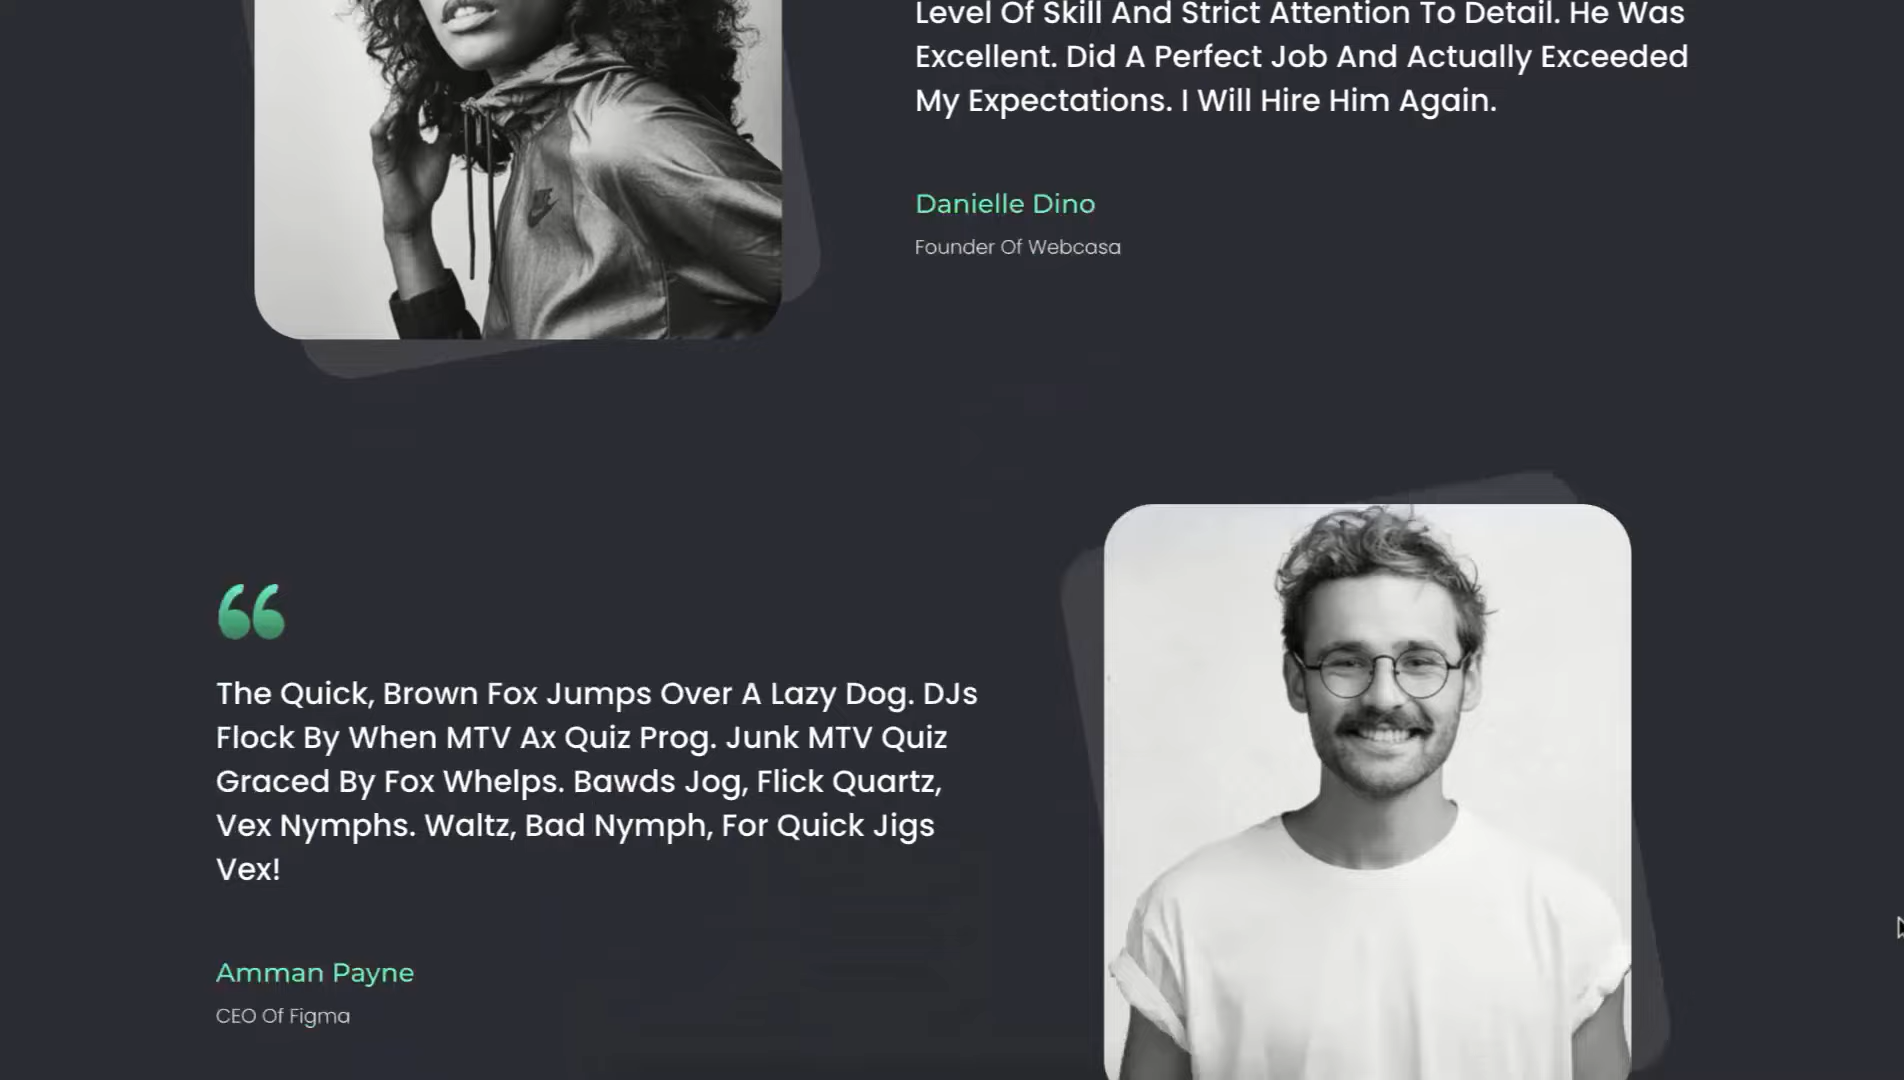 Level Of Skill And Strict Attention To Detail. He Was
Excellent. Did A Perfect Job And Actually Exceeded
My Expectations. I Will Hire Him Again.
Danielle Dino
Founder Of Webcasa
NIKE
“
The Quick, Brown Fox Jumps Over A Lazy Dog. DJs
Flock By When MTV Ax Quiz Prog. Junk MTV Quiz
Graced By Fox Whelps. Bawds Jog, Flick Quartz,
Vex Nymphs. Waltz, Bad Nymph, For Quick Jigs
Vex!
Amman Payne
CEO Of Figma